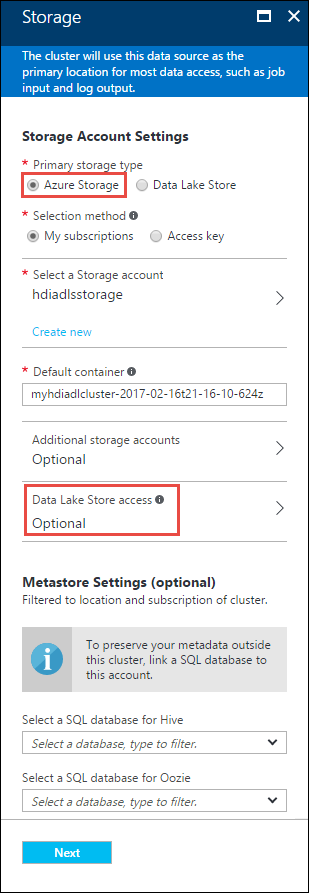 Storage
The cluster will use this data source as the
primary location for most data access, such as job
input and log output.
Storage Account Settings
* Primary storage type
Azure Storage Data Lake Store
* Selection method
My subscriptions Access key
* Select a Storage account
hdiadlsstorage
Create new
* Default container
myhdiadlcluster-2017-02-16t21-16-10-624z
Additional storage accounts
Optional
Data Lake Store access
Optional
Metastore Settings (optional)
Filtered to location and subscription of cluster.
To preserve your metadata outside
this cluster, link a SQL database to
this account.
Select a SQL database for Hive
Select a database, type to filter.
Select a SQL database for Oozie
Select a database, type to filter.
Next